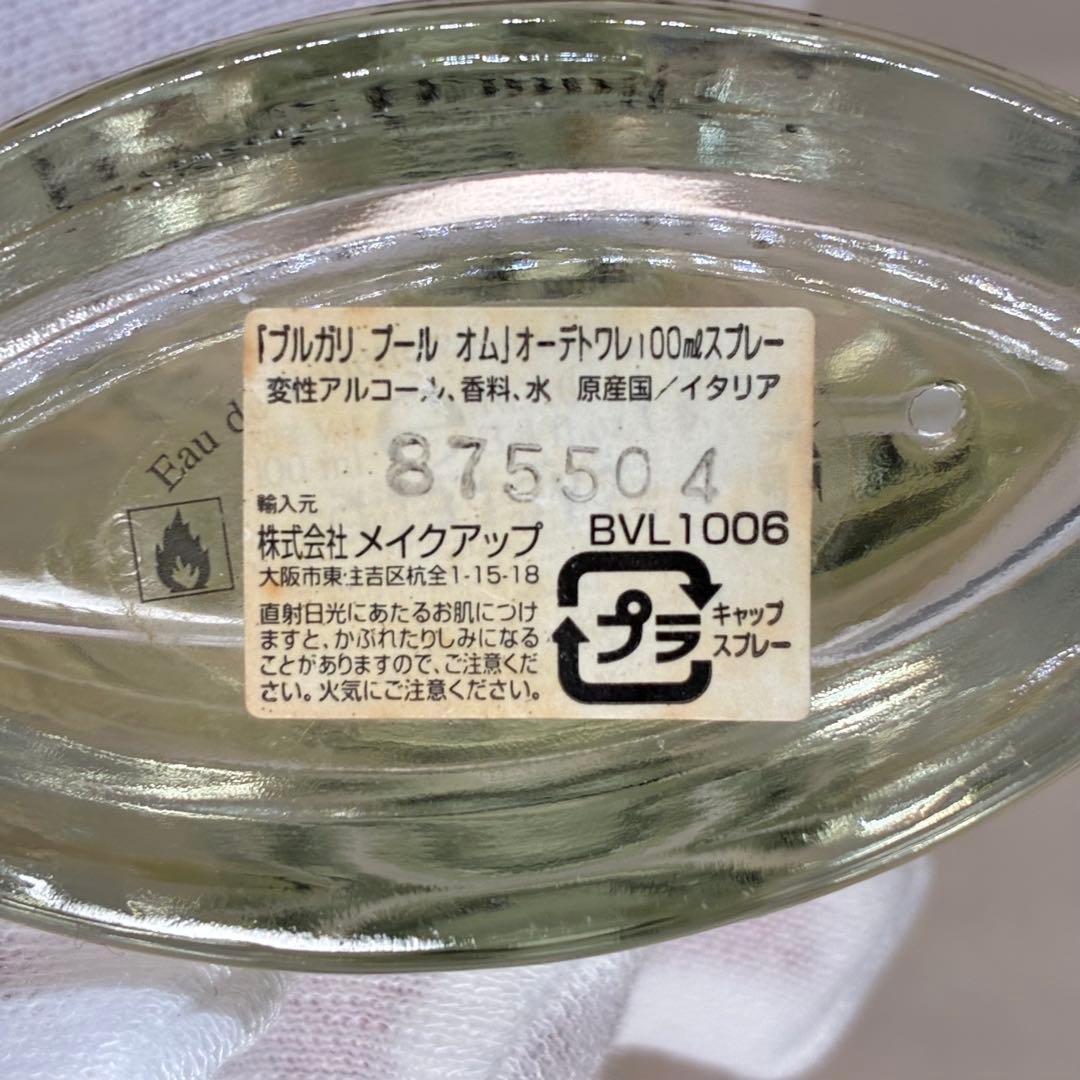 「ブルガリ プール オム」オーデトワレ100mlスプレー
変性アルコール、香料、水 原産国/イタリア
Eau d
875504
輸入元
株式会社 メイクアップ BVL1006
大阪市東住吉区杭全1-15-18
直射日光にあたるお肌につけ
ますと、かぶれたりしみになる
ことがありますので、ご注意くだ
さい。火気にご注意ください。
プラ
キャップ
スプレー